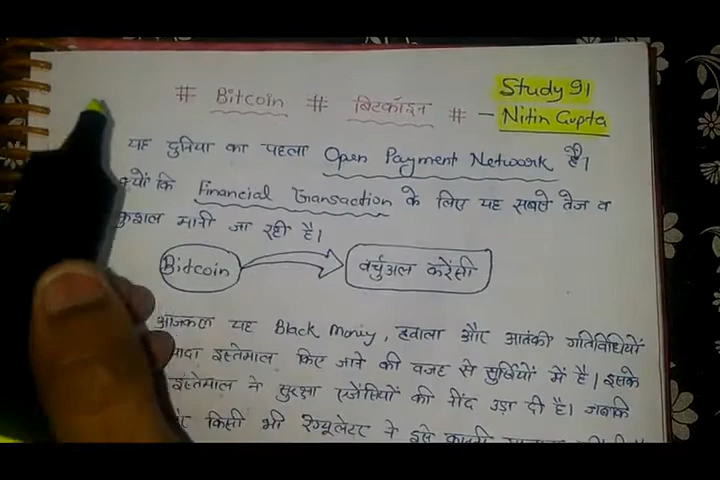 # Bitcoin # बिटकॉइन # - Study 91
Nitin Gupta
यह दुनिया का पहला Open Payment Network है।
क्यों कि Financial Transaction के लिए यह सबसे तेज व
कुशल मानी जा रही है।
Bitcoin वर्चुअल करेंसी
आजकल यह Black Money, हवाला और आतंकी गतिविधियों
इस्तेमाल किए जाने की वजह से सुर्खियों में है। इसके
इस्तेमाल ने सुरक्षा एजेंसियों की नींद उड़ा दी है। जबकि
किसी भी रेग्यूलेटर ने इसे